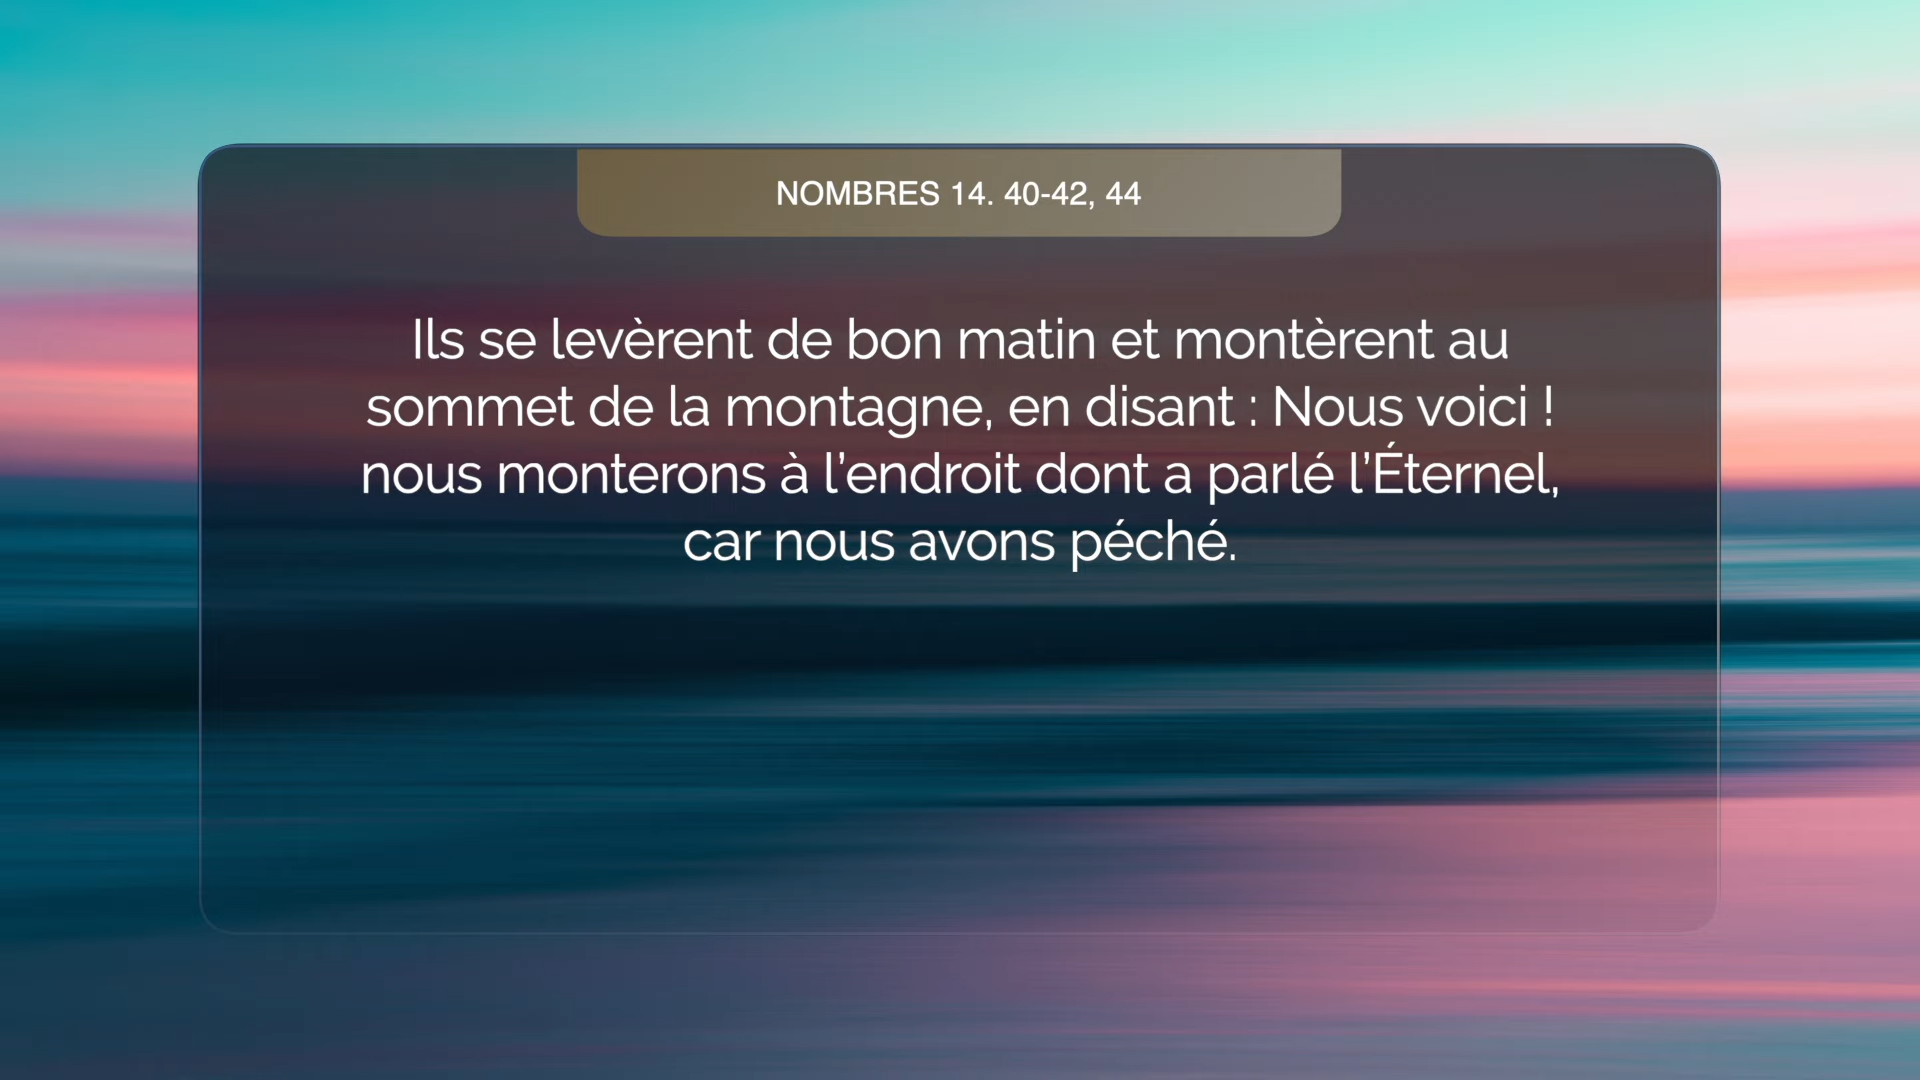 NOMBRES 14. 40-42, 44
Ils se levèrent de bon matin et montèrent au
sommet de la montagne, en disant : Nous voici !
nous monterons à l’endroit dont a parlé l’Éternel,
car nous avons péché.